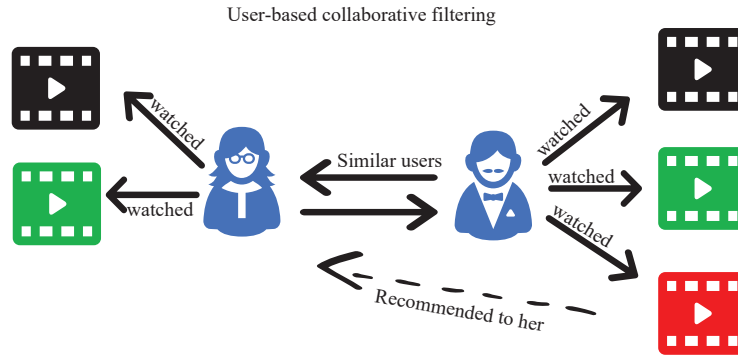 User-based collaborative filtering
watched
watched
Similar users
watched
watched
watched
Recommended to her